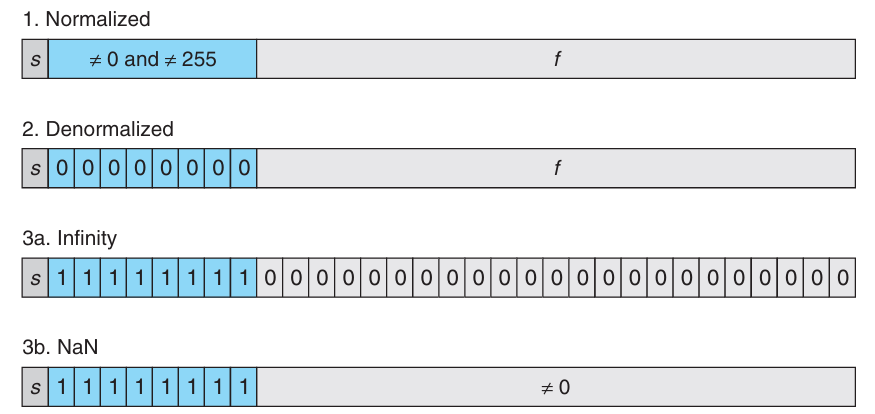 1. Normalized
s ≠ 0 and ≠ 255 f
2. Denormalized
s 0 0 0 0 0 0 0 0 f
3a. Infinity
s 1 1 1 1 1 1 1 1 0 0 0 0 0 0 0 0 0 0 0 0 0 0 0 0 0 0 0 0 0 0 0
3b. NaN
s 1 1 1 1 1 1 1 1 ≠ 0